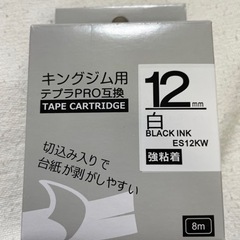 キングジム用
テプラPRO互換
TAPE CARTRIDGE
12mm
白
BLACK INK
ES12KW
強粘着
切込み入りで
台紙が剥がしやすい
8m